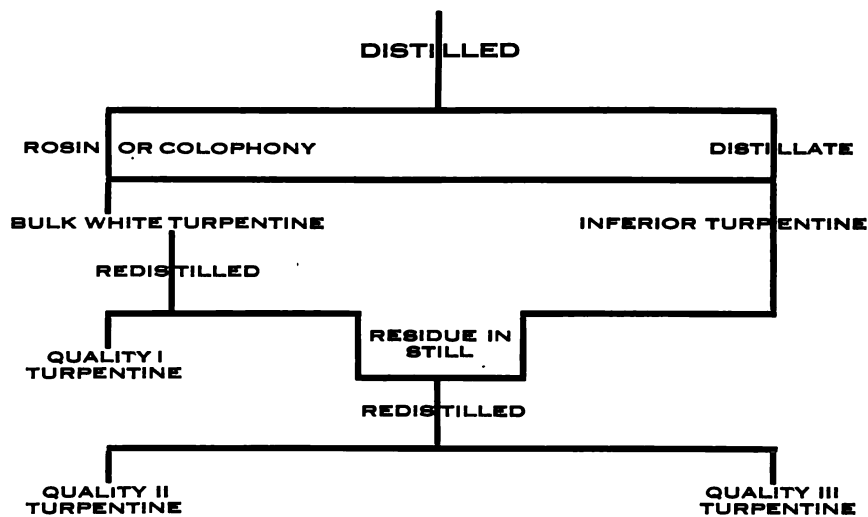 DISTILLED
ROSIN OR COLOPHONY
DISTILLATE
BULK WHITE TURPENTINE
INFERIOR TURPENTINE
REDISTILLED
RESIDUE IN
STILL
QUALITY I
TURPENTINE
REDISTILLED
QUALITY II
TURPENTINE
QUALITY III
TURPENTINE